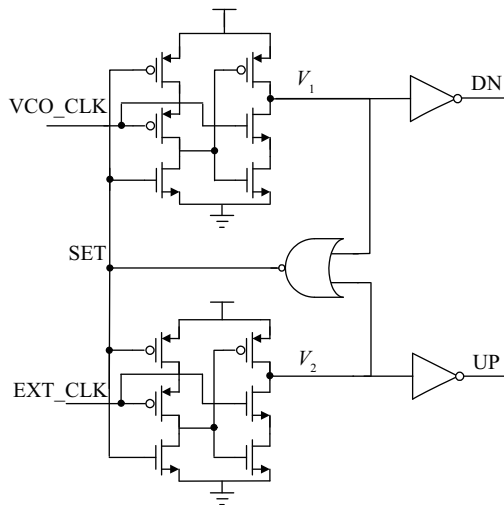 V₁
DN
VCO_CLK
SET
V₂
UP
EXT_CLK